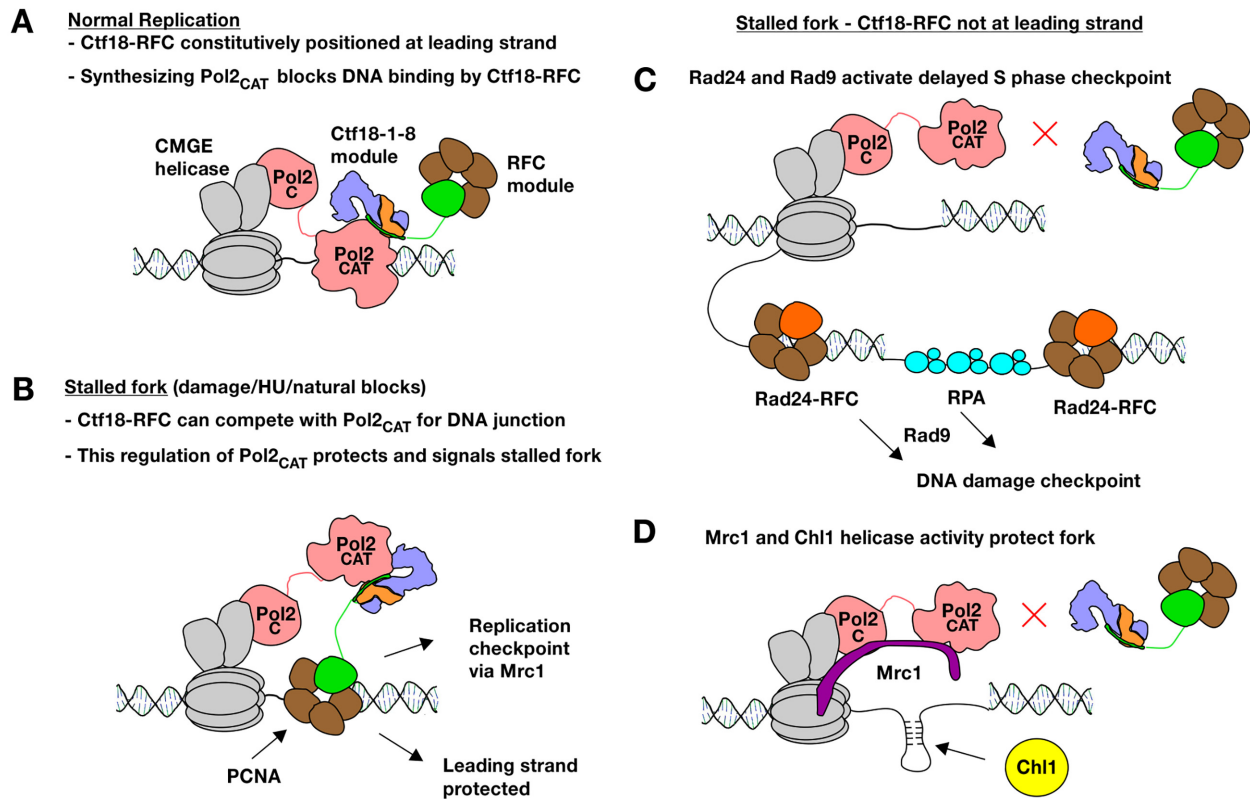 A
Normal Replication
- Ctf18-RFC constitutively positioned at leading strand
- Synthesizing Pol2CAT blocks DNA binding by Ctf18-RFC
CMGE
helicase
Pol2
C
Ctf18-1-8
module
RFC
module
Pol2
CAT
B
Stalled fork (damage/HU/natural blocks)
- Ctf18-RFC can compete with Pol2CAT for DNA junction
- This regulation of Pol2CAT protects and signals stalled fork
Pol2
CAT
Pol2
C
Replication
checkpoint
via Mrc1
PCNA
Leading strand
protected
Stalled fork - Ctf18-RFC not at leading strand
C
Rad24 and Rad9 activate delayed S phase checkpoint
Pol2
C
Pol2
CAT
Rad24-RFC
RPA
Rad24-RFC
Rad9
DNA damage checkpoint
D
Mrc1 and Chl1 helicase activity protect fork
Pol2
C
Pol2
CAT
Mrc1
Chl1